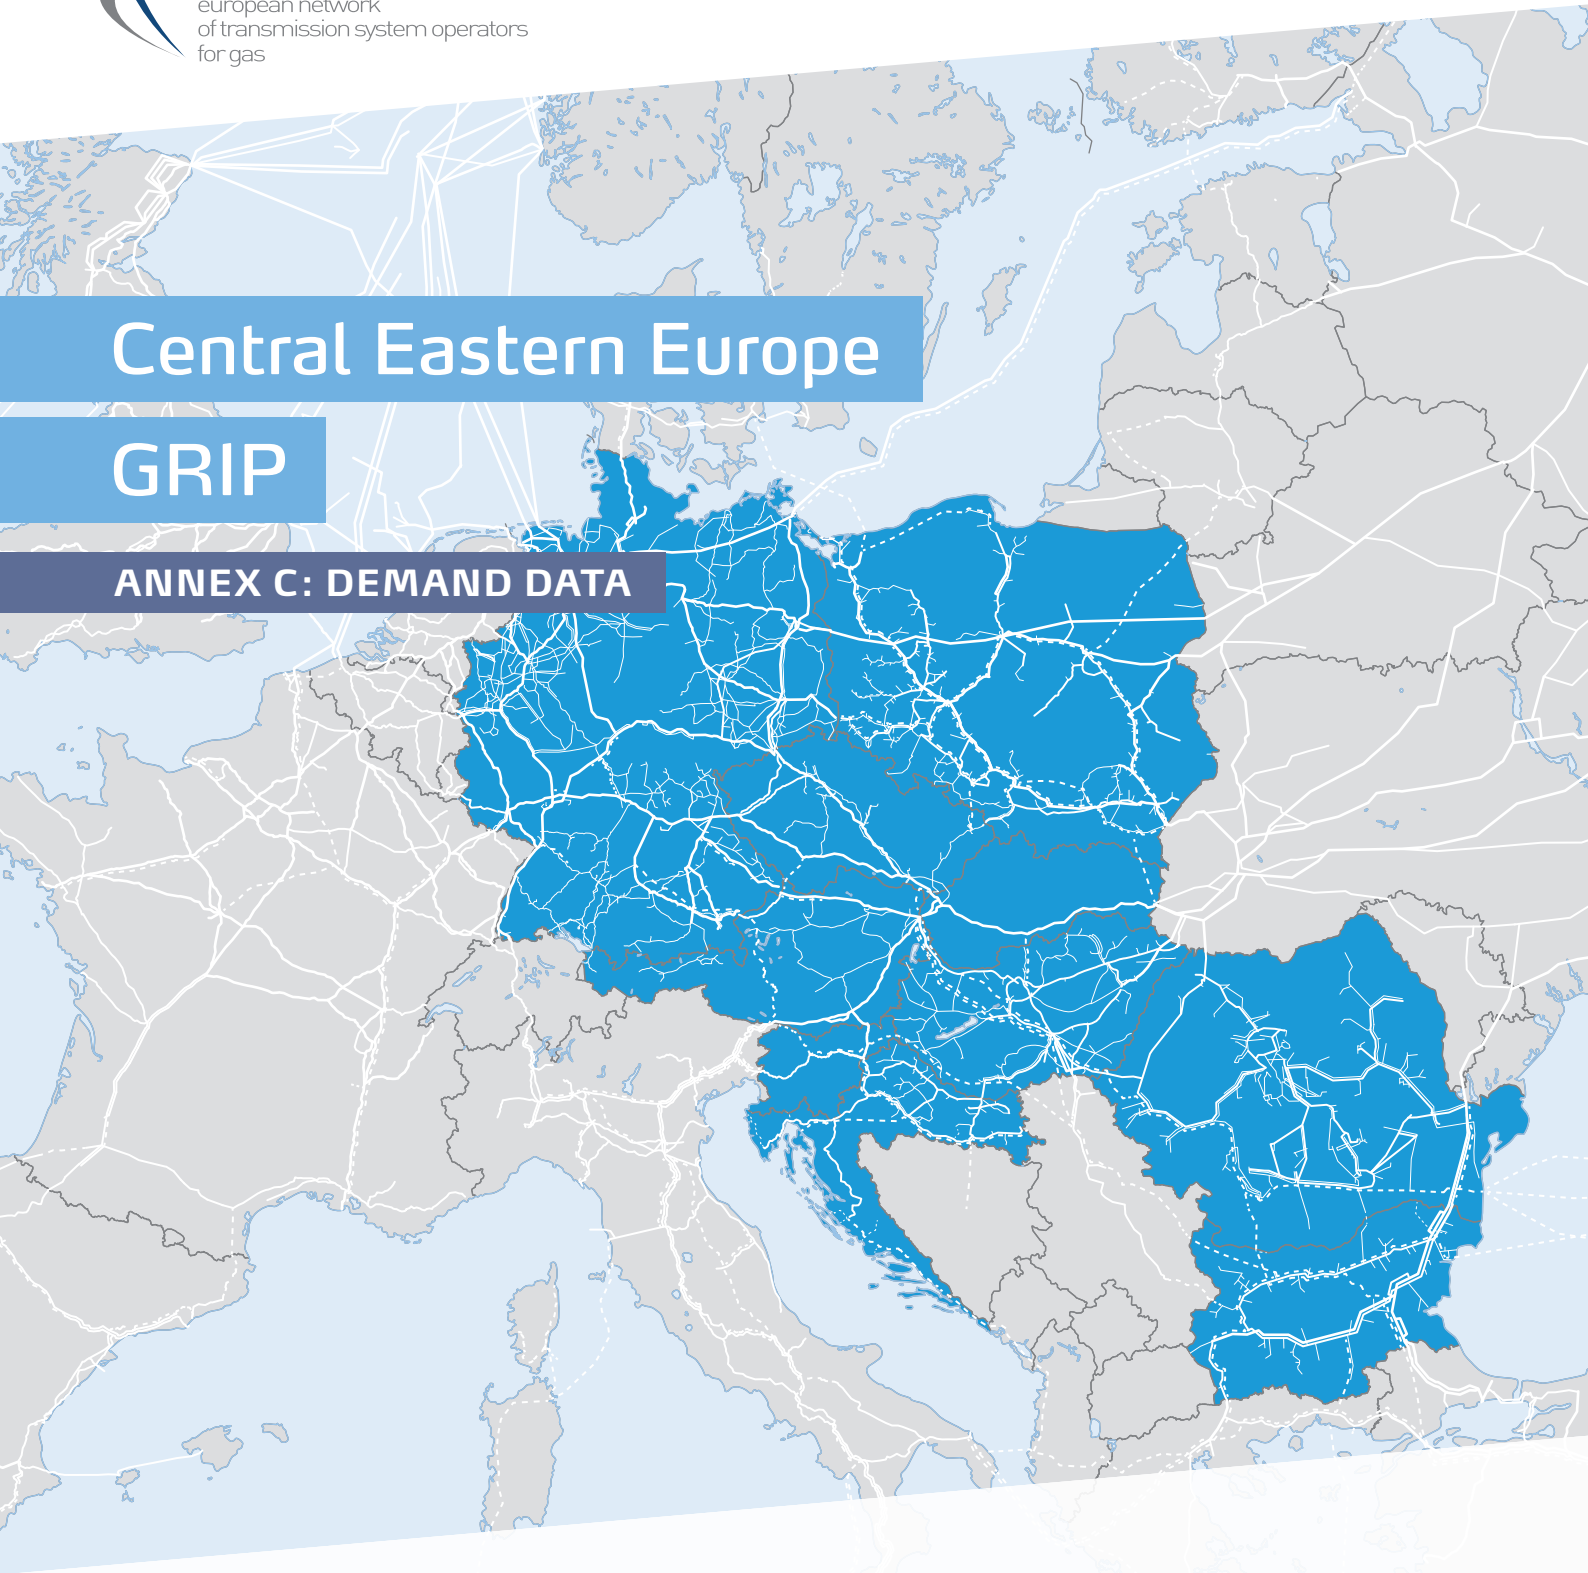 european network
of transmission system operators
for gas
Central Eastern Europe
GRIP
ANNEX C: DEMAND DATA